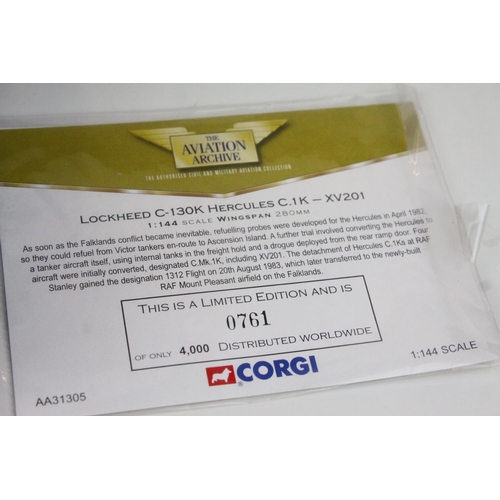 THE
AVIATION
ARCHIVE
THE AUTHORISED CIVIL AND MILITARY AVIATION COLLECTION
LOCKHEED C-130K HERCULES C.1K – XV201
1:144 SCALE WINGSPAN 280MM
As soon as the Falklands conflict became inevitable, refuelling probes were developed for the Hercules in April 1982,
so they could refuel from Victor tankers en-route to Ascension Island. A further trial involved converting the Hercules to
a tanker aircraft itself, using internal tanks in the freight hold and a drogue deployed from the rear ramp door. Four
aircraft were initially converted, designated C.Mk.1K, including XV201. The detachment of Hercules C.1Ks at RAF
Stanley gained the designation 1312 Flight on 20th August 1983, which later transferred to the newly-built
RAF Mount Pleasant airfield on the Falklands.
THIS IS A LIMITED EDITION AND IS
0761
OF ONLY 4,000 DISTRIBUTED WORLDWIDE
CORGI
AA31305
1:144 SCALE